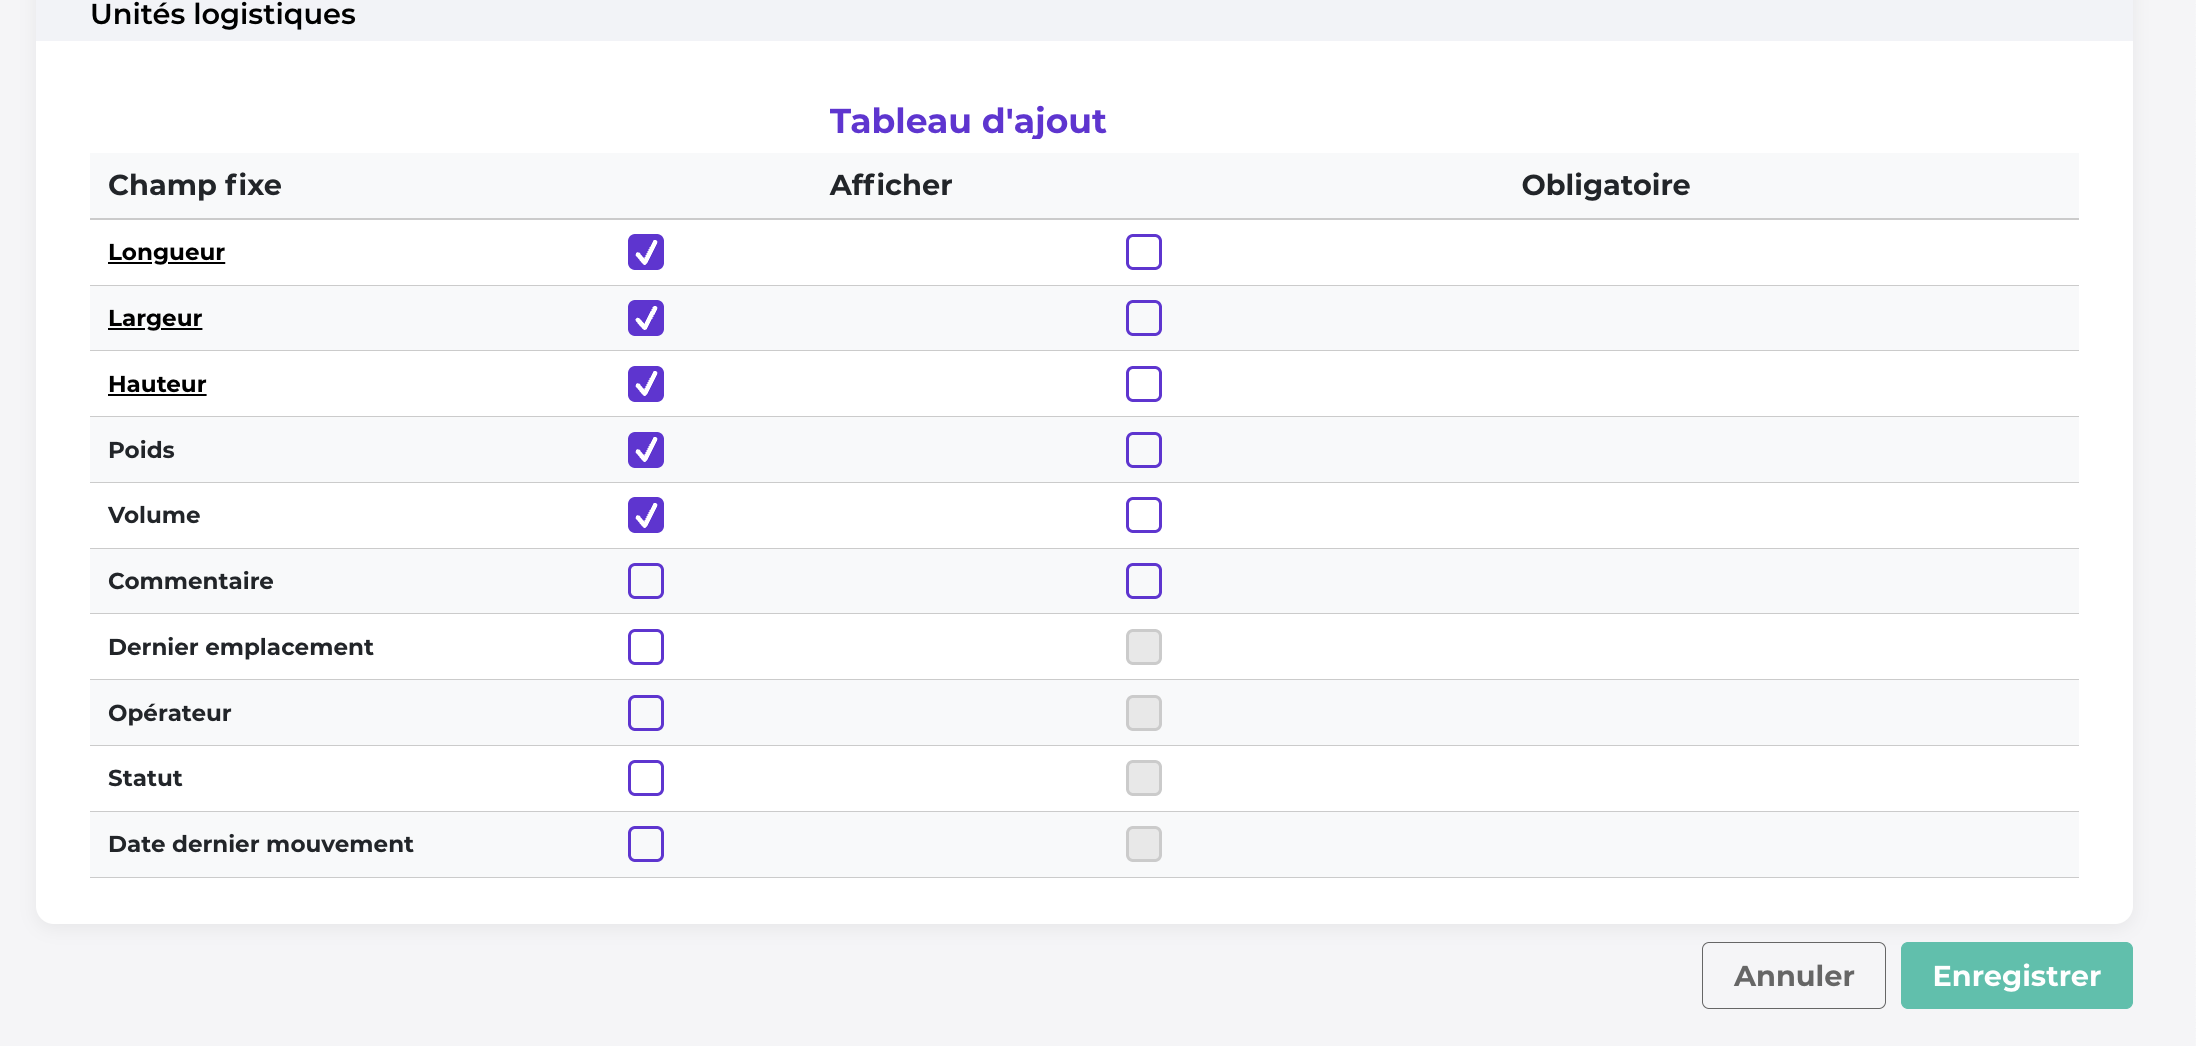 Unités logistiques
Tableau d'ajout
Champ fixe Afficher Obligatoire
Longueur
Largeur
Hauteur
Poids
Volume
Commentaire
Dernier emplacement
Opérateur
Statut
Date dernier mouvement
Annuler Enregistrer